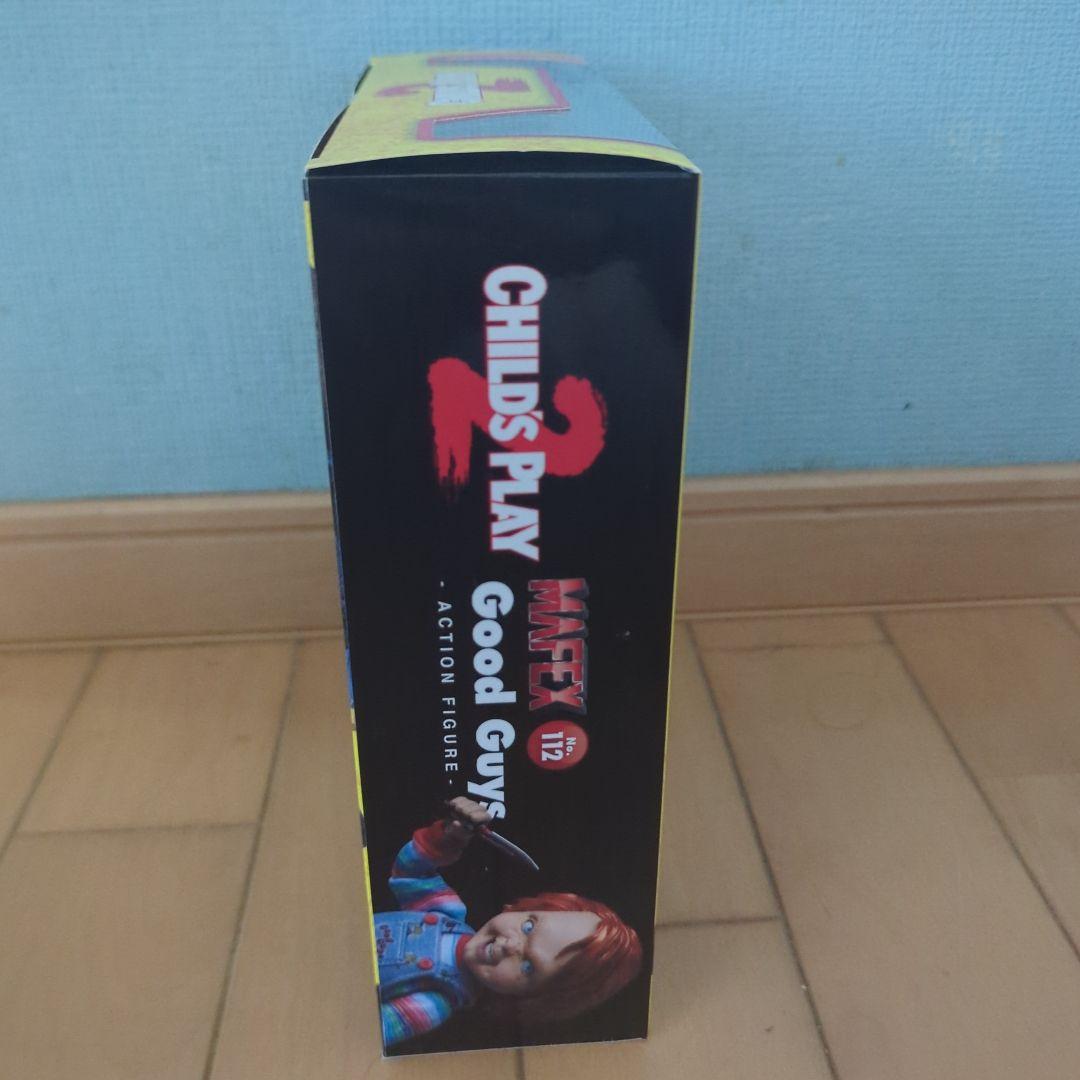 CHILD'S PLAY
2
MAFEX No. 112
Good Guys
- ACTION FIGURE -